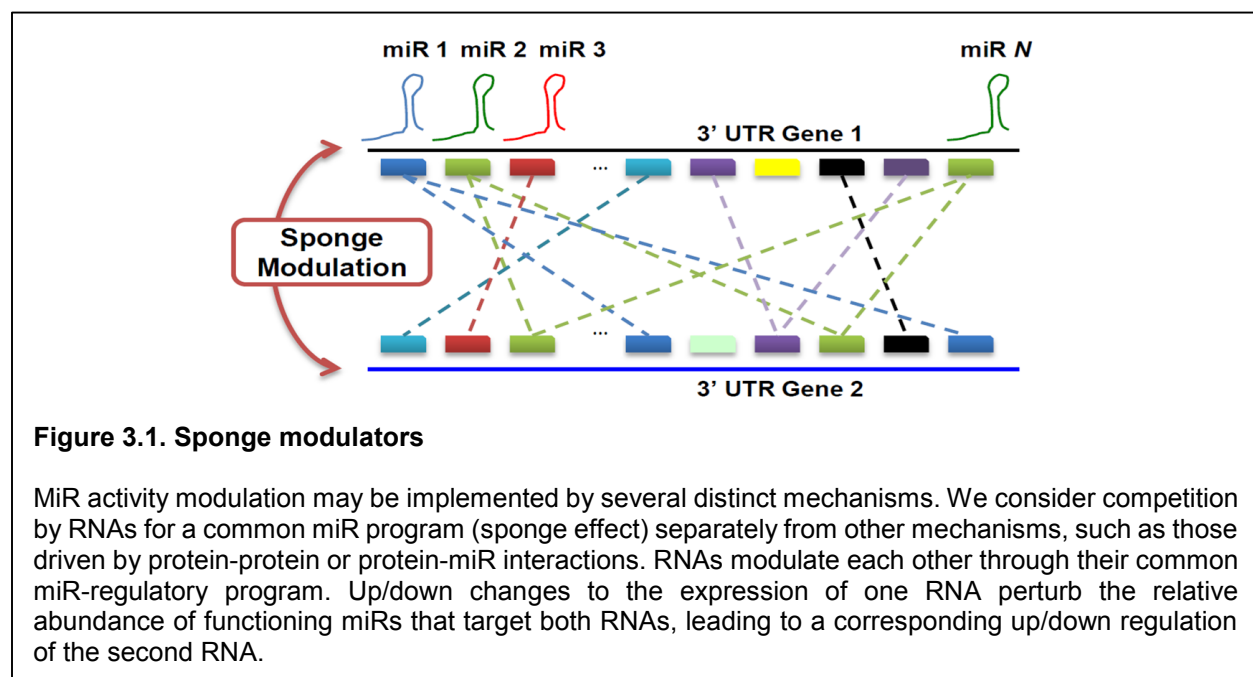 miR 1 miR 2 miR 3 miR N
3' UTR Gene 1
...
Sponge
Modulation
...
3' UTR Gene 2
Figure 3.1. Sponge modulators
MiR activity modulation may be implemented by several distinct mechanisms. We consider competition
by RNAs for a common miR program (sponge effect) separately from other mechanisms, such as those
driven by protein-protein or protein-miR interactions. RNAs modulate each other through their common
miR-regulatory program. Up/down changes to the expression of one RNA perturb the relative
abundance of functioning miRs that target both RNAs, leading to a corresponding up/down regulation
of the second RNA.